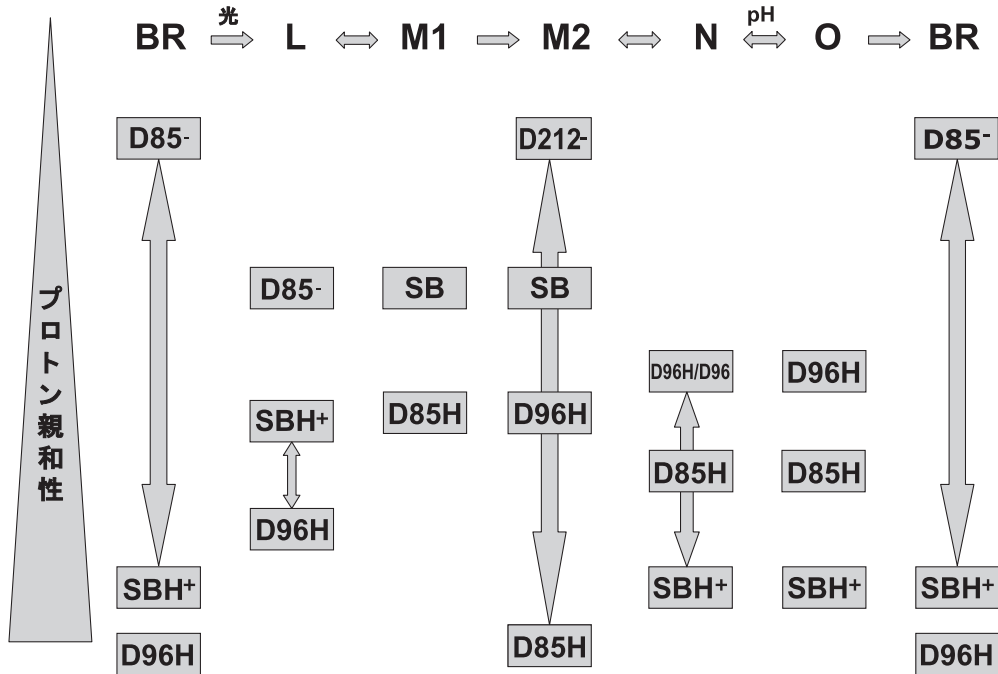 光 pH
BR L M1 M2 N O BR
D85- D212- D85-
D85- SB SB
D96H/D96 D96H
SBH+ D85H D96H
D85H D85H
D96H
SBH+ SBH+ SBH+ SBH+
D96H D85H D96H
プロトン親和性